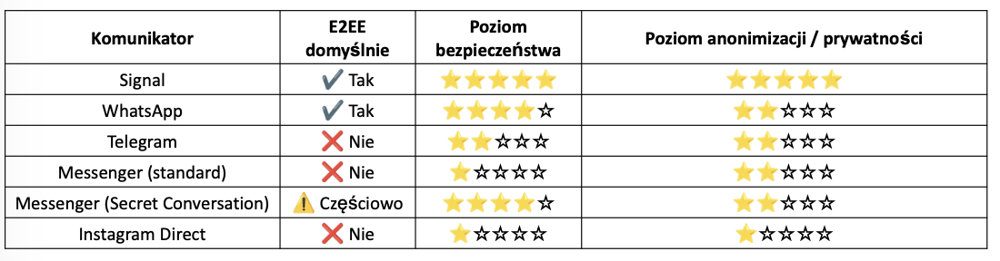 Komunikator E2EE domyślnie Poziom bezpieczeństwa Poziom anonimizacji / prywatności
Signal ✔️ Tak ⭐⭐⭐⭐⭐ ⭐⭐⭐⭐⭐
WhatsApp ✔️ Tak ⭐⭐⭐⭐☆ ⭐⭐☆☆☆
Telegram ❌ Nie ⭐⭐☆☆☆ ⭐⭐☆☆☆
Messenger (standard) ❌ Nie ⭐☆☆☆☆ ⭐⭐☆☆☆
Messenger (Secret Conversation) ⚠️ Częściowo ⭐⭐⭐⭐☆ ⭐⭐☆☆☆
Instagram Direct ❌ Nie ⭐☆☆☆☆ ⭐☆☆☆☆